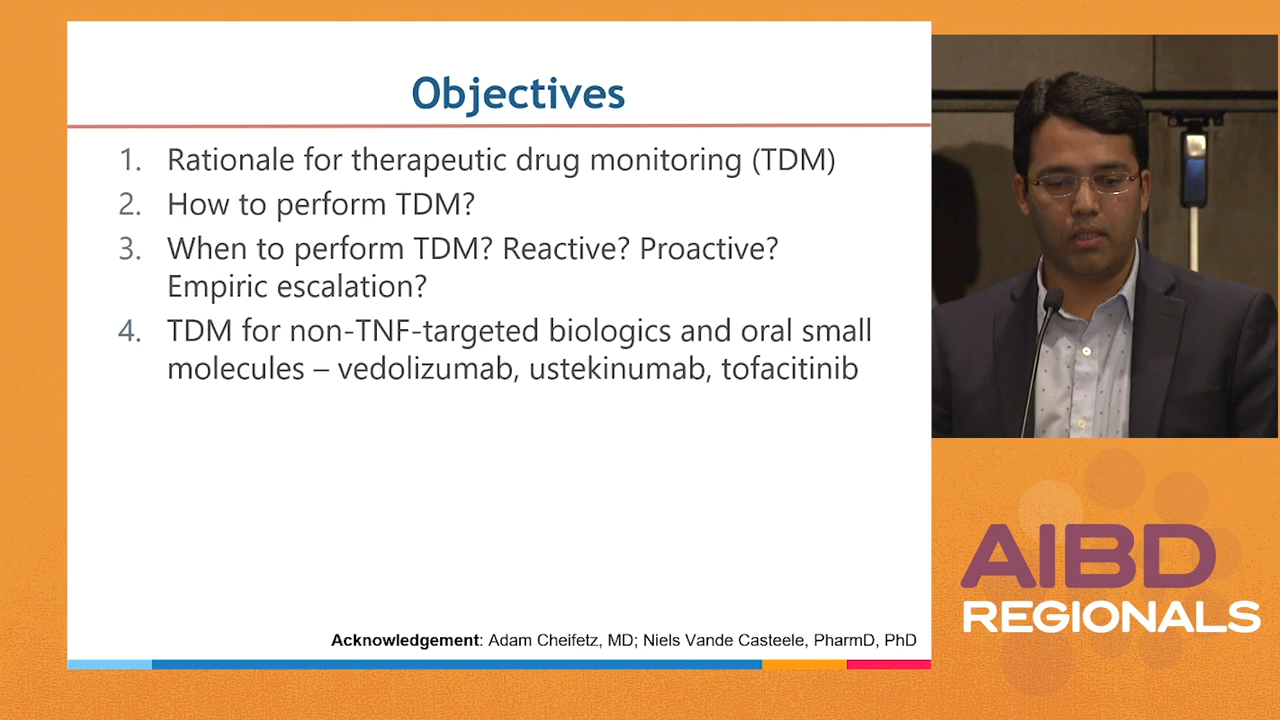 Objectives
1. Rationale for therapeutic drug monitoring (TDM)
2. How to perform TDM?
3. When to perform TDM? Reactive? Proactive?
Empiric escalation?
4. TDM for non-TNF-targeted biologics and oral small
molecules – vedolizumab, ustekinumab, tofacitinib
Acknowledgement: Adam Cheifetz, MD; Niels Vande Casteele, PharmD, PhD
AIBD
REGIONALS